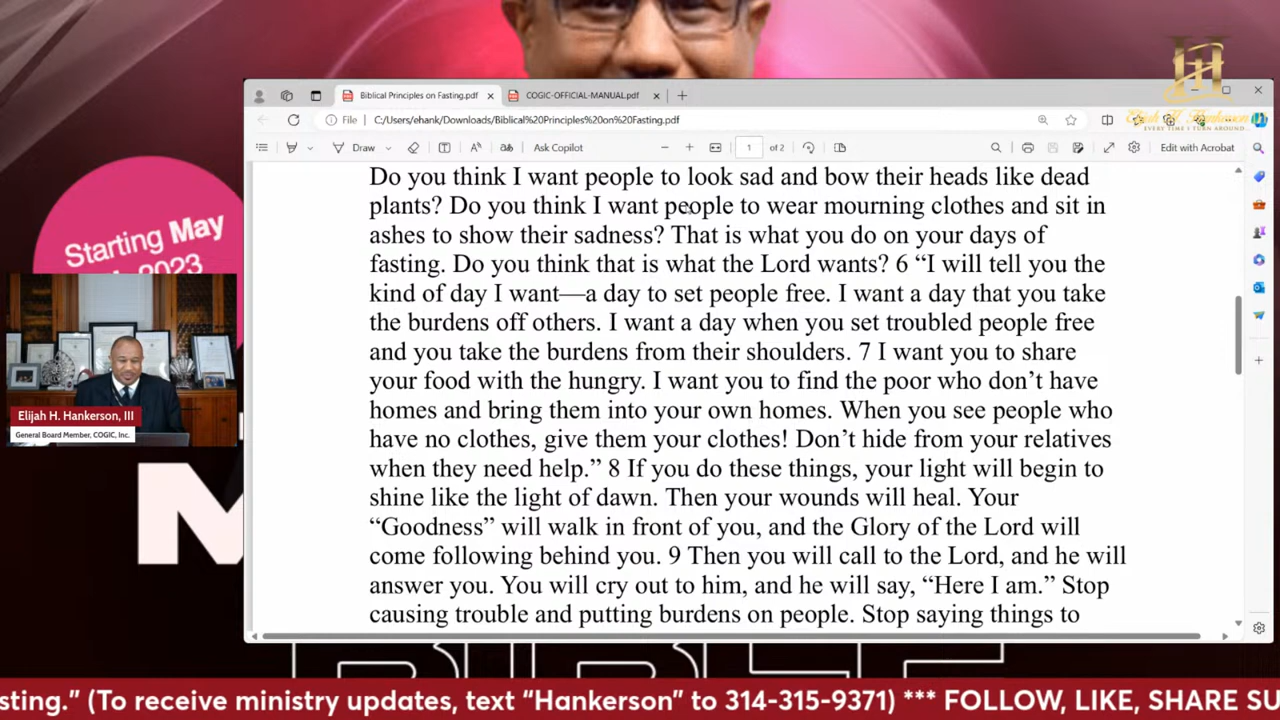 Biblical Principles on Fasting.pdf
COGIC-OFFICIAL-MANUAL.pdf
File
C:/Users/ehank/Downloads/Biblical%20Principles%20on%20Fasting.pdf
Draw
Ask Copilot
1
of 2
Edit with Acrobat
H
EVERY TIME I TURN AROUND...
Do you think I want people to look sad and bow their heads like dead
plants? Do you think I want people to wear mourning clothes and sit in
ashes to show their sadness? That is what you do on your days of
fasting. Do you think that is what the Lord wants? 6 “I will tell you the
kind of day I want—a day to set people free. I want a day that you take
the burdens off others. I want a day when you set troubled people free
and you take the burdens from their shoulders. 7 I want you to share
your food with the hungry. I want you to find the poor who don’t have
homes and bring them into your own homes. When you see people who
have no clothes, give them your clothes! Don’t hide from your relatives
when they need help.” 8 If you do these things, your light will begin to
shine like the light of dawn. Then your wounds will heal. Your
“Goodness” will walk in front of you, and the Glory of the Lord will
come following behind you. 9 Then you will call to the Lord, and he will
answer you. You will cry out to him, and he will say, “Here I am.” Stop
causing trouble and putting burdens on people. Stop saying things to
Starting May
2023
Elijah H. Hankerson, III
General Board Member, COGIC, Inc.
M
BIBLE
sting.” (To receive ministry updates, text “Hankerson” to 314-315-9371) *** FOLLOW, LIKE, SHARE SU